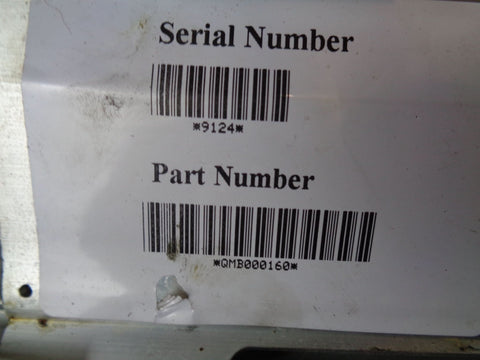 Serial Number
*9124*
Part Number
*QMB000160*